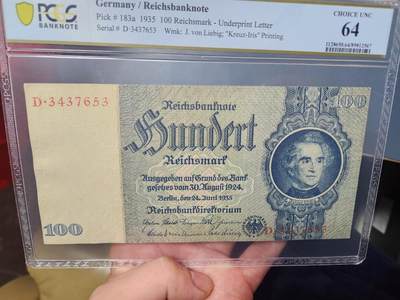 PCGS
BANKNOTE
Germany / Reichsbanknote
Pick # 183a 1935 100 Reichsmark - Underprint Letter
Serial # D·3437653 Wmk: J. von Liebig; "Kreuz-Iris" Printing
CHOICE UNC
64
D·3437653
100
Reichsbanknote
Hundert
Reichsmark
Ausgegeben auf Grund des Bank
gesetzes vom 30. August 1924
Berlin, den 24. Juni 1935
Reichsbankdirektorium
100
D·3437653